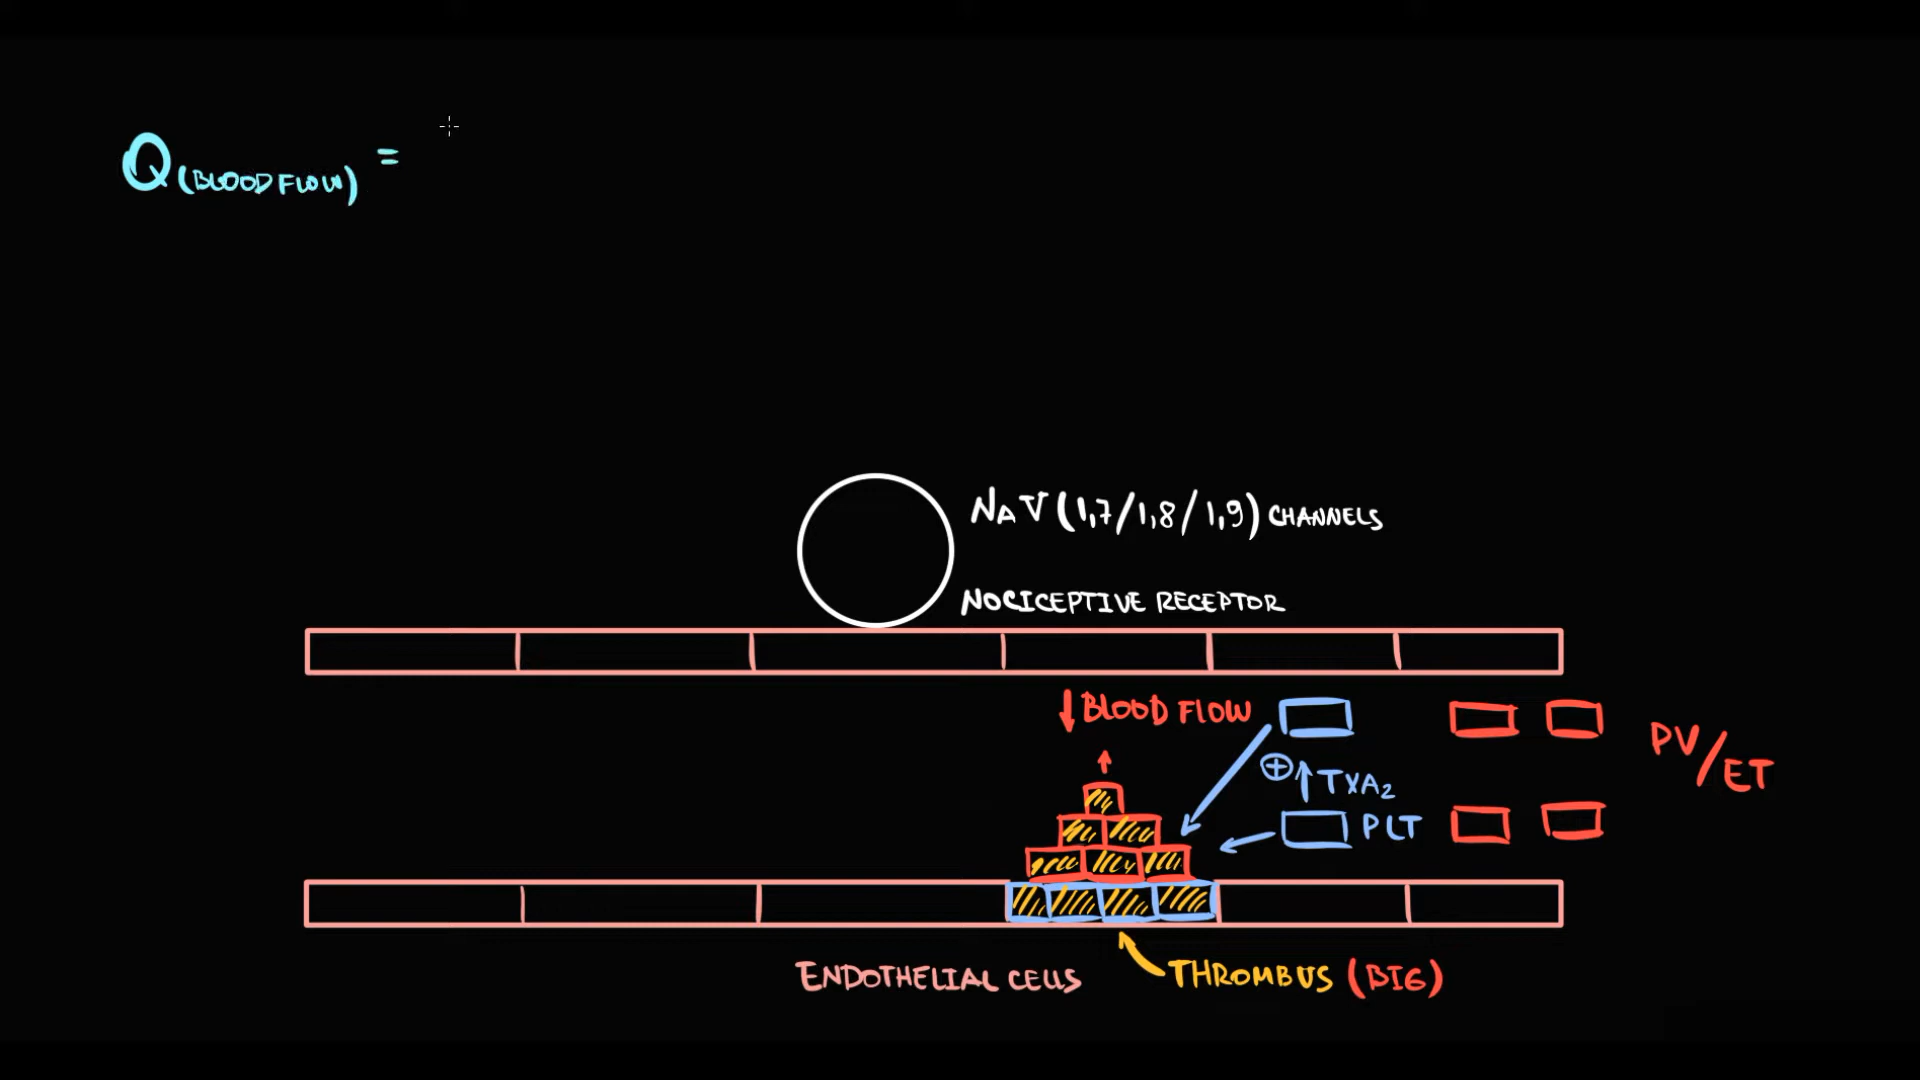 Q(BLOOD FLOW) =
NAV (1,7/1,8/1,9) CHANNELS
NOCICEPTIVE RECEPTOR
↓ BLOOD FLOW
PV/ET
⊕ ↑ TXA2
PLT
ENDOTHELIAL CELLS
THROMBUS (BIG)